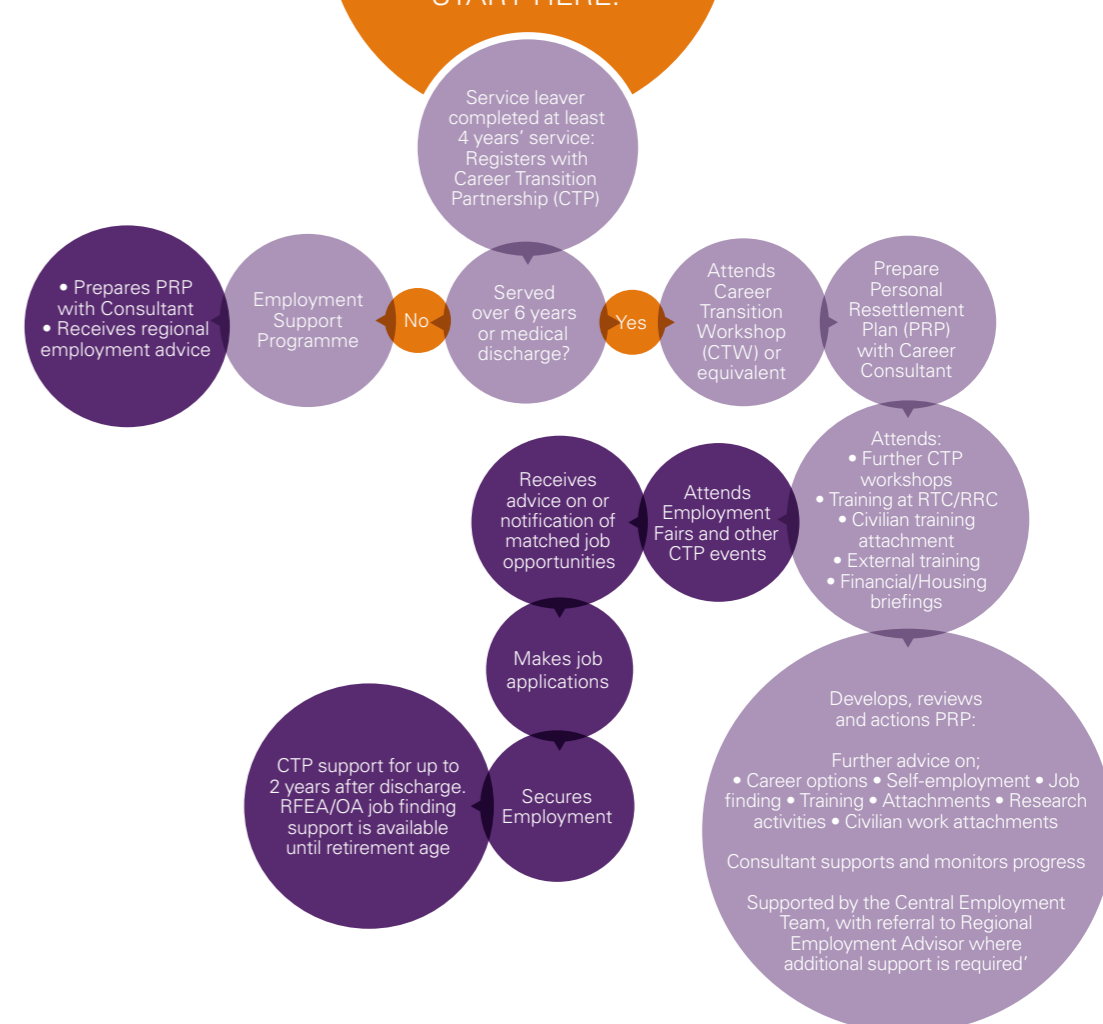 START HERE:
Service leaver
completed at least
4 years’ service:
Registers with
Career Transition
Partnership (CTP)
Served
over 6 years
or medical
discharge?
No
Employment
Support
Programme
• Prepares PRP
with Consultant
• Receives regional
employment advice
Yes
Attends
Career
Transition
Workshop
(CTW) or
equivalent
Prepare
Personal
Resettlement
Plan (PRP)
with Career
Consultant
Attends:
• Further CTP
workshops
• Training at RTC/RRC
• Civilian training
attachment
• External training
• Financial/Housing
briefings
Attends
Employment
Fairs and other
CTP events
Receives
advice on or
notification of
matched job
opportunities
Makes job
applications
Secures
Employment
CTP support for up to
2 years after discharge.
RFEA/OA job finding
support is available
until retirement age
Develops, reviews
and actions PRP:
Further advice on;
• Career options • Self-employment • Job
finding • Training • Attachments • Research
activities • Civilian work attachments
Consultant supports and monitors progress
Supported by the Central Employment
Team, with referral to Regional
Employment Advisor where
additional support is required’